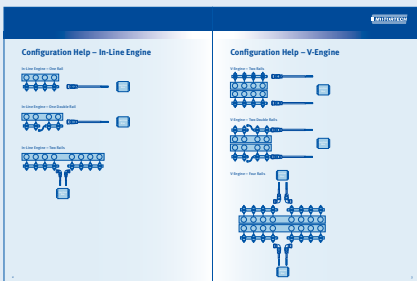 MOTORTECH
Configuration Help – In-Line Engine
In-Line Engine – One Rail
In-Line Engine – One Double Rail
In-Line Engine – Two Rails
Configuration Help – V-Engine
V-Engine – Two Rails
V-Engine – Two Double Rails
V-Engine – Four Rails